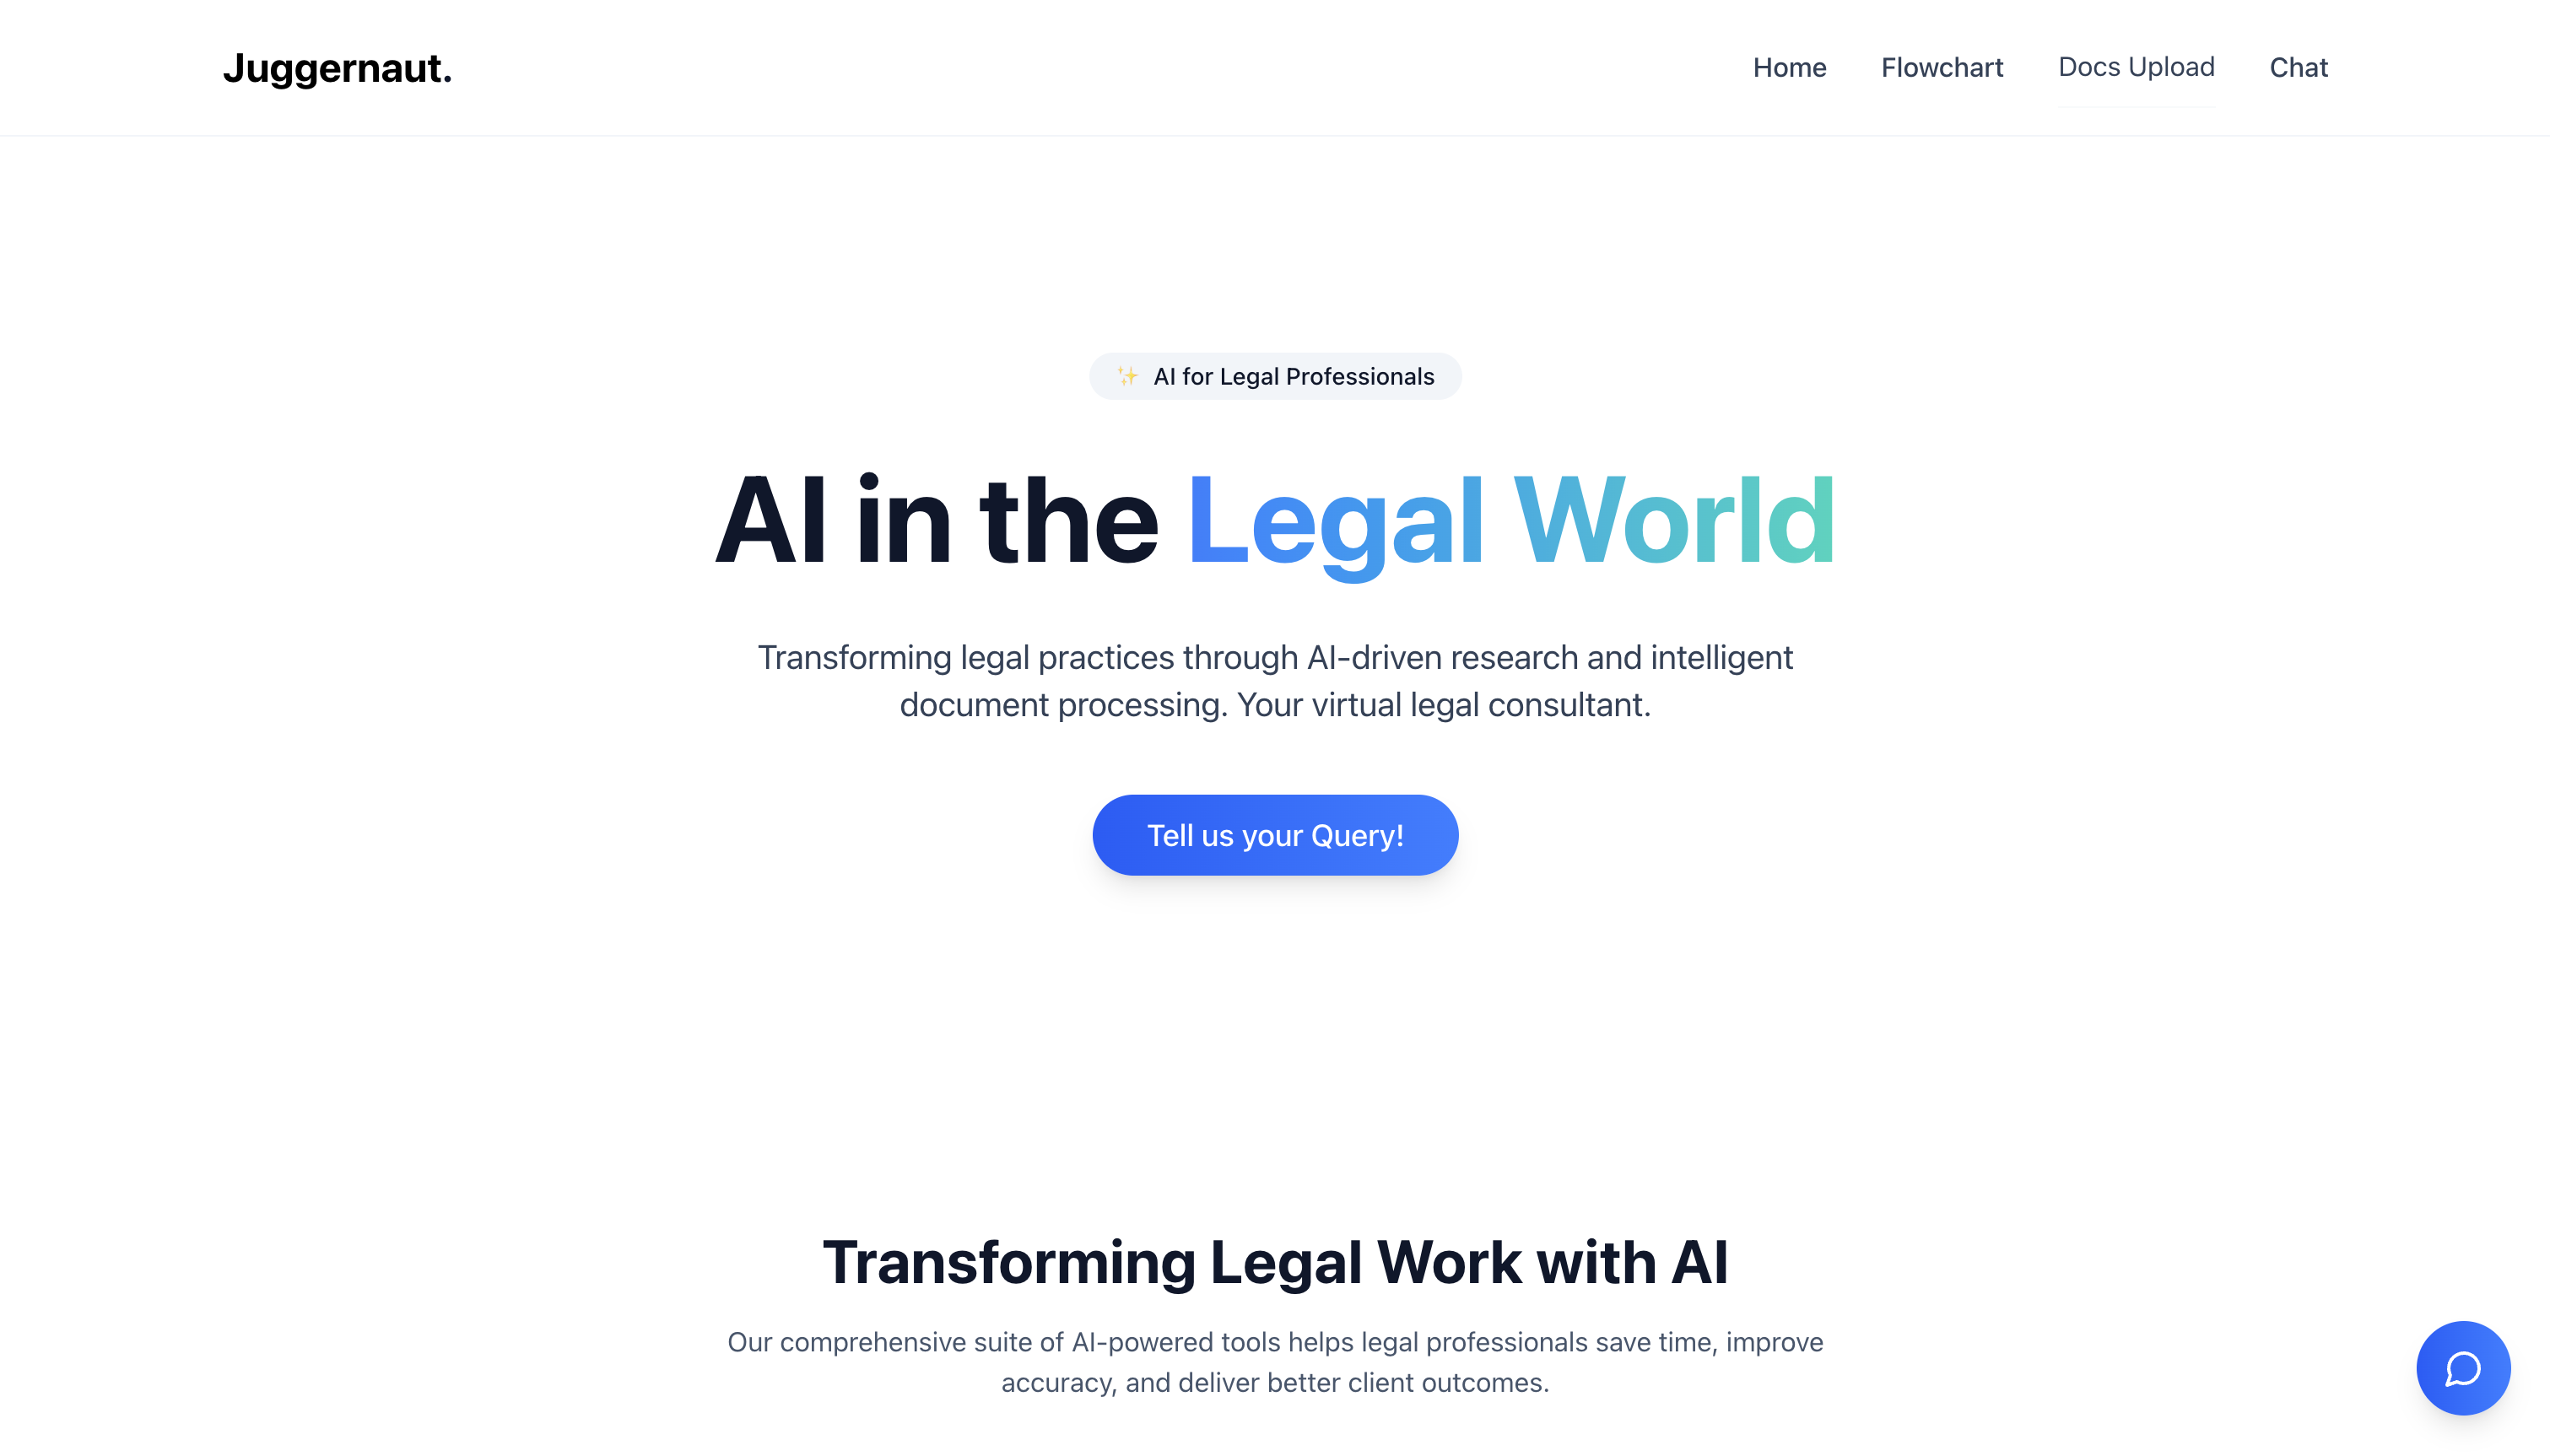 Juggernaut.
Home Flowchart Docs Upload Chat
✨ AI for Legal Professionals
AI in the Legal World
Transforming legal practices through AI-driven research and intelligent
document processing. Your virtual legal consultant.
Tell us your Query!
Transforming Legal Work with AI
Our comprehensive suite of AI-powered tools helps legal professionals save time, improve
accuracy, and deliver better client outcomes.